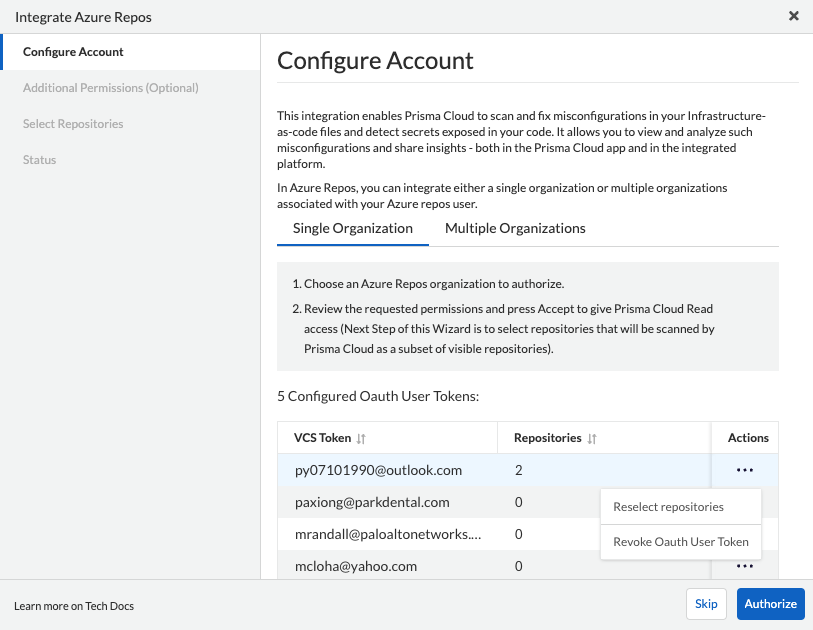 Integrate Azure Repos
Configure Account
Additional Permissions (Optional)
Select Repositories
Status
Configure Account
This integration enables Prisma Cloud to scan and fix misconfigurations in your Infrastructure-
as-code files and detect secrets exposed in your code. It allows you to view and analyze such
misconfigurations and share insights - both in the Prisma Cloud app and in the integrated
platform.
In Azure Repos, you can integrate either a single organization or multiple organizations
associated with your Azure repos user.
Single Organization Multiple Organizations
1. Choose an Azure Repos organization to authorize.
2. Review the requested permissions and press Accept to give Prisma Cloud Read
access (Next Step of this Wizard is to select repositories that will be scanned by
Prisma Cloud as a subset of visible repositories).
5 Configured Oauth User Tokens:
VCS Token Repositories Actions
py07101990@outlook.com 2 •••
paxiong@parkdental.com 0
Reselect repositories
mrandall@paloaltonetworks.... 0
Revoke Oauth User Token
mcloha@yahoo.com 0 •••
Learn more on Tech Docs Skip Authorize